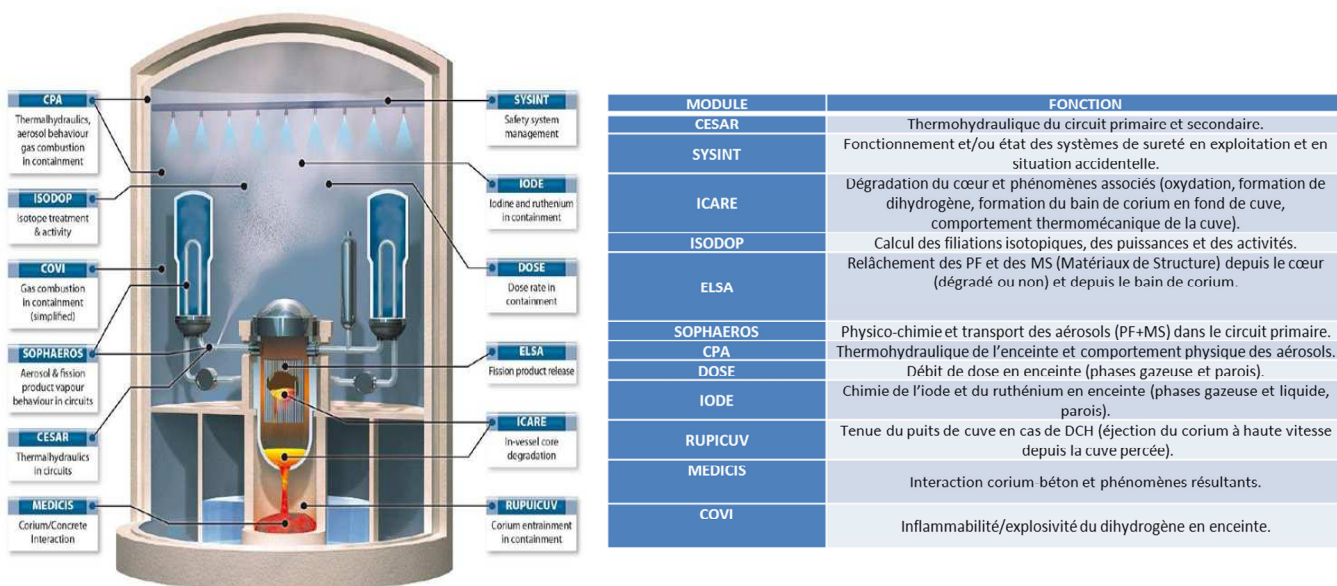 CPA
Thermalhydraulics,
aerosol behaviour
gas combustion
in containment
ISODOP
Isotope treatment
& activity
COVI
Gas combustion
in containment
(simplified)
SOPHAEROS
Aerosol & fission
product vapour
behaviour in circuits
CESAR
Thermalhydraulics
in circuits
MEDICIS
Corium/Concrete
Interaction
SYSINT
Safety system
management
IODE
Iodine and ruthenium
in containment
DOSE
Dose rate in
containment
ELSA
Fission product release
ICARE
In-vessel core
degradation
RUPUICUV
Corium entrainment
in containment
MODULE FONCTION
CESAR Thermohydraulique du circuit primaire et secondaire.
SYSINT Fonctionnement et/ou état des systèmes de sureté en exploitation et en
situation accidentelle.
ICARE Dégradation du cœur et phénomènes associés (oxydation, formation de
dihydrogène, formation du bain de corium en fond de cuve,
comportement thermomécanique de la cuve).
ISODOP Calcul des filiations isotopiques, des puissances et des activités.
ELSA Relâchement des PF et des MS (Matériaux de Structure) depuis le cœur
(dégradé ou non) et depuis le bain de corium.
SOPHAEROS Physico-chimie et transport des aérosols (PF+MS) dans le circuit primaire.
CPA Thermohydraulique de l'enceinte et comportement physique des aérosols.
DOSE Débit de dose en enceinte (phases gazeuse et parois).
IODE Chimie de l'iode et du ruthénium en enceinte (phases gazeuse et liquide,
parois).
RUPICUV Tenue du puits de cuve en cas de DCH (éjection du corium à haute vitesse
depuis la cuve percée).
MEDICIS Interaction corium-béton et phénomènes résultants.
COVI Inflammabilité/explosivité du dihydrogène en enceinte.